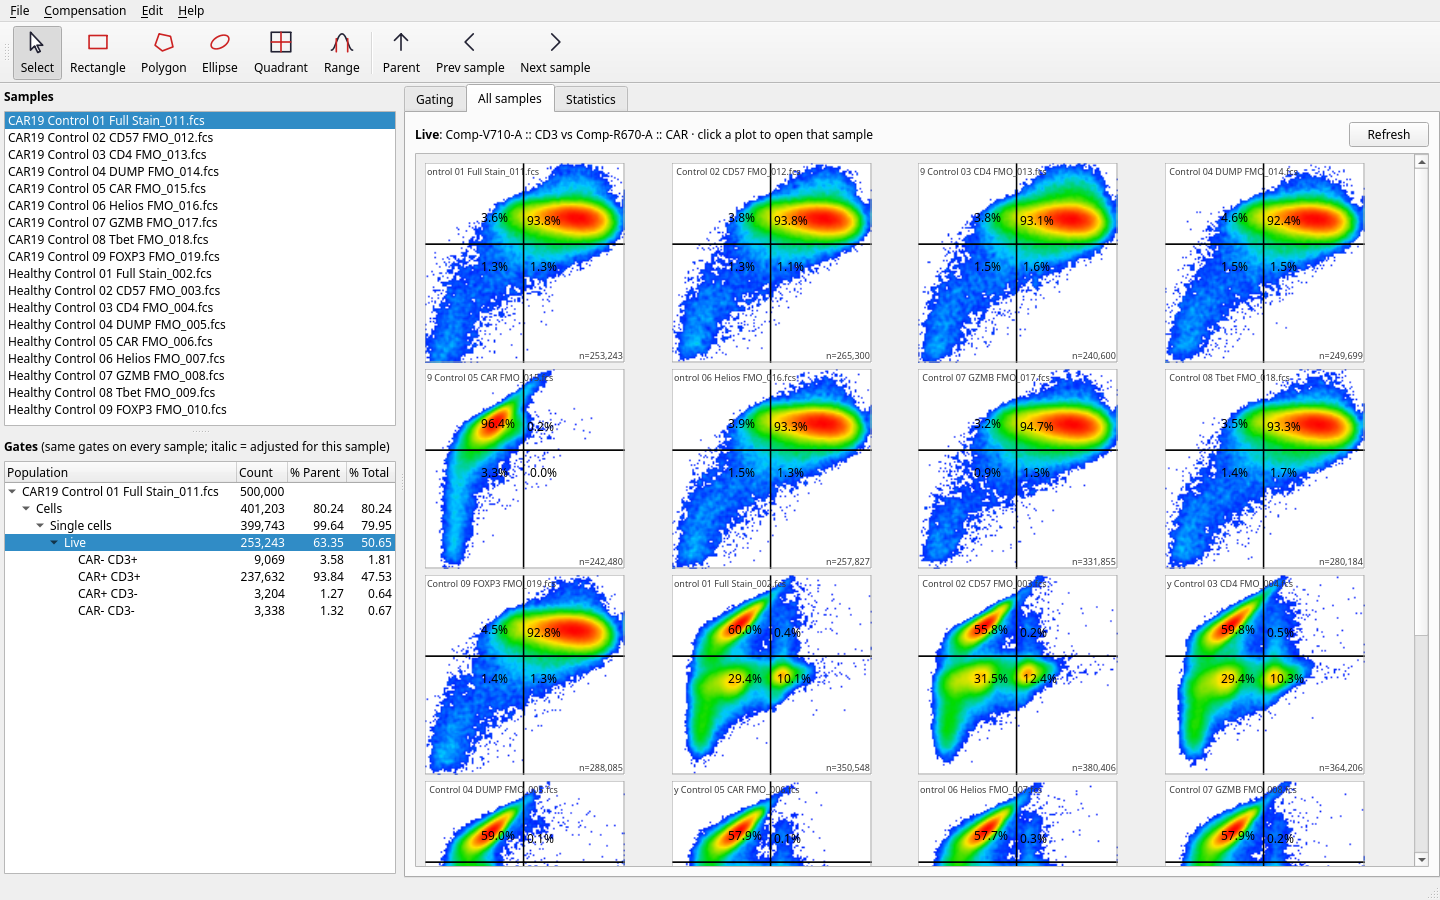 File Compensation Edit Help
Select Rectangle Polygon Ellipse Quadrant Range Parent Prev sample Next sample
Samples
CAR19 Control 01 Full Stain_011.fcs
CAR19 Control 02 CD57 FMO_012.fcs
CAR19 Control 03 CD4 FMO_013.fcs
CAR19 Control 04 DUMP FMO_014.fcs
CAR19 Control 05 CAR FMO_015.fcs
CAR19 Control 06 Helios FMO_016.fcs
CAR19 Control 07 GZMB FMO_017.fcs
CAR19 Control 08 Tbet FMO_018.fcs
CAR19 Control 09 FOXP3 FMO_019.fcs
Healthy Control 01 Full Stain_002.fcs
Healthy Control 02 CD57 FMO_003.fcs
Healthy Control 03 CD4 FMO_004.fcs
Healthy Control 04 DUMP FMO_005.fcs
Healthy Control 05 CAR FMO_006.fcs
Healthy Control 06 Helios FMO_007.fcs
Healthy Control 07 GZMB FMO_008.fcs
Healthy Control 08 Tbet FMO_009.fcs
Healthy Control 09 FOXP3 FMO_010.fcs
Gates (same gates on every sample; italic = adjusted for this sample)
Population Count % Parent % Total
CAR19 Control 01 Full Stain_011.fcs 500,000
Cells 401,203 80.24 80.24
Single cells 399,743 99.64 79.95
Live 253,243 63.35 50.65
CAR- CD3+ 9,069 3.58 1.81
CAR+ CD3+ 237,632 93.84 47.53
CAR+ CD3- 3,204 1.27 0.64
CAR- CD3- 3,338 1.32 0.67
Gating All samples Statistics
Live: Comp-V710-A :: CD3 vs Comp-R670-A :: CAR · click a plot to open that sample
Refresh
ontrol 01 Full Stain_011.fcs
3.6% 93.8%
1.3% 1.3%
n=253,243
Control 02 CD57 FMO_012.fcs
3.8% 93.8%
1.3% 1.1%
n=265,300
9 Control 03 CD4 FMO_013.fcs
3.8% 93.1%
1.5% 1.6%
n=240,600
Control 04 DUMP FMO_014.fcs
4.6% 92.4%
1.5% 1.5%
n=249,699
9 Control 05 CAR FMO_015.fcs
96.4% 0.2%
3.3% 0.0%
n=242,480
ontrol 06 Helios FMO_016.fcs
3.9% 93.3%
1.5% 1.3%
n=257,827
Control 07 GZMB FMO_017.fcs
3.2% 94.7%
0.9% 1.3%
n=331,855
Control 08 Tbet FMO_018.fcs
3.5% 93.3%
1.4% 1.7%
n=280,184
Control 09 FOXP3 FMO_019.fcs
4.5% 92.8%
1.4% 1.3%
n=288,085
ontrol 01 Full Stain_002.fcs
60.0% 0.4%
29.4% 10.1%
n=350,548
Control 02 CD57 FMO_003.fcs
55.8% 0.2%
31.5% 12.4%
n=380,406
y Control 03 CD4 FMO_004.fcs
59.8% 0.5%
29.4% 10.3%
n=364,206
Control 04 DUMP FMO_005.fcs
59.0% 0.1%
y Control 05 CAR FMO_006.fcs
57.9% 0.1%
ontrol 06 Helios FMO_007.fcs
57.7% 0.3%
Control 07 GZMB FMO_008.fcs
57.9% 0.2%